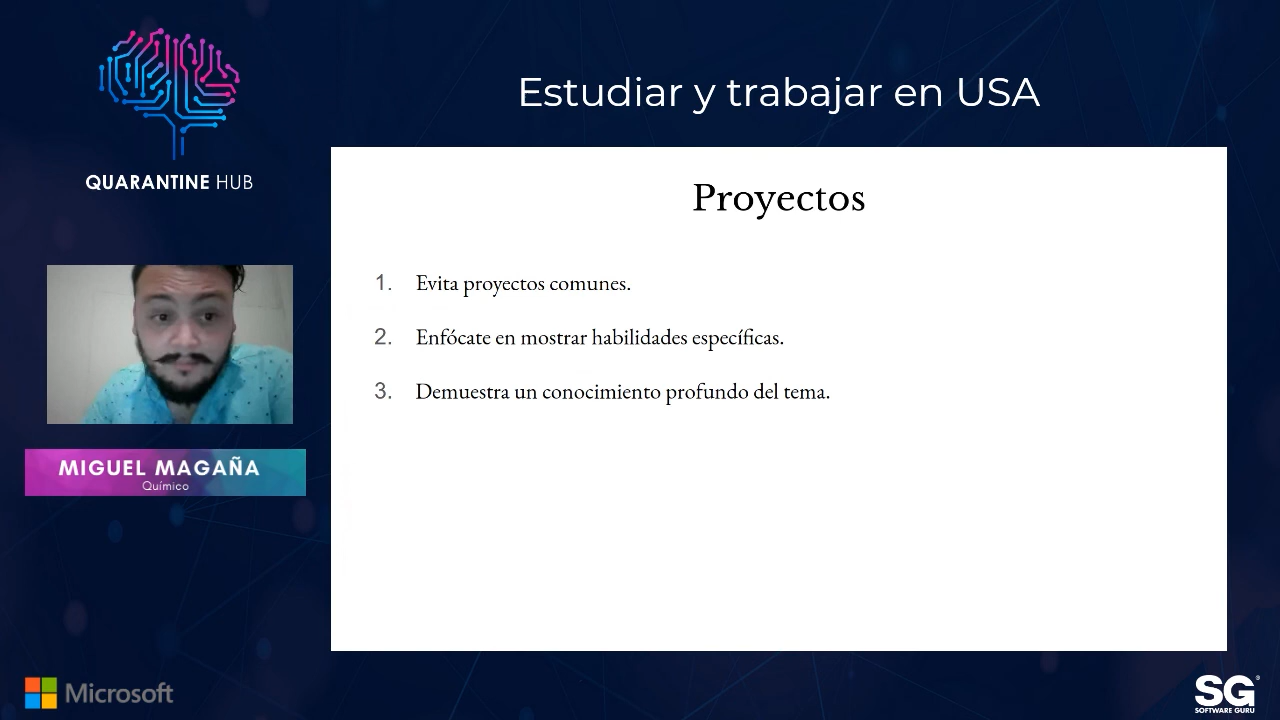 Estudiar y trabajar en USA
QUARANTINE HUB
Proyectos
1. Evita proyectos comunes.
2. Enfócate en mostrar habilidades específicas.
3. Demuestra un conocimiento profundo del tema.
MIGUEL MAGAÑA
Químico
Microsoft
SG®
SOFTWARE GURU